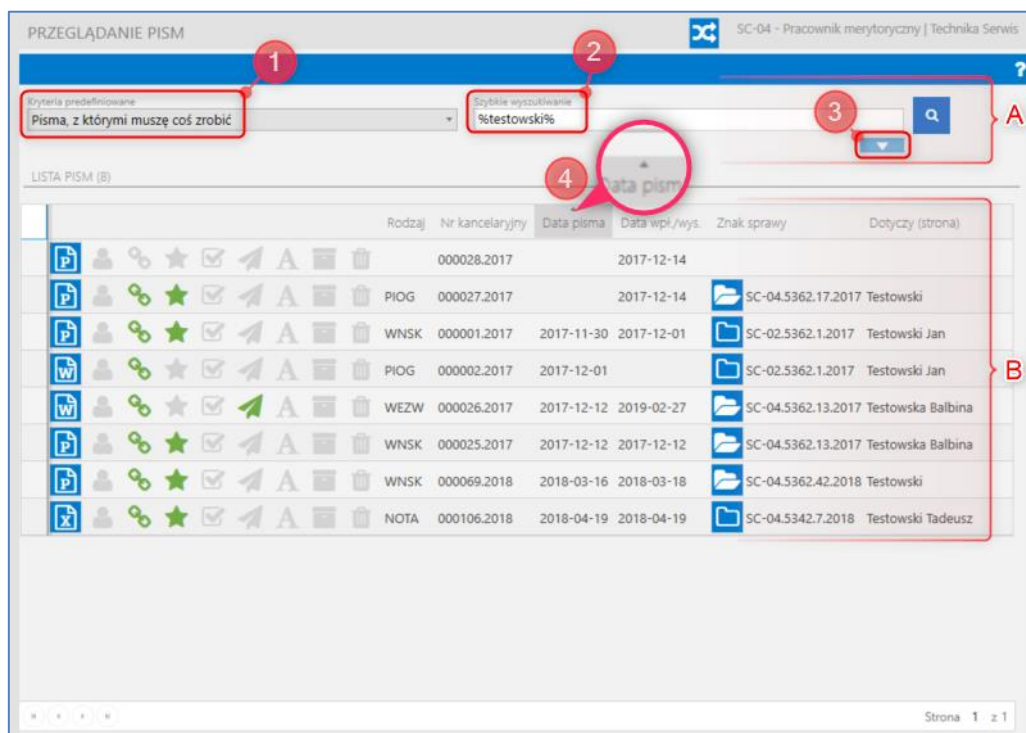 PRZEGLĄDANIE PISM SC-04 - Pracownik merytoryczny | Technika Serwis
?
1 2
Kryteria predefiniowane Szybkie wyszukiwanie
Pisma, z którymi muszę coś zrobić %testowski% 3 A
LISTA PISM (8) 4 Data pisma
Rodzaj Nr kancelaryjny Data pisma Data wpł./wys. Znak sprawy Dotyczy (strona)
P A 000028.2017 2017-12-14
P A PIOG 000027.2017 2017-12-14 SC-04.5362.17.2017 Testowski
P A WNSK 000001.2017 2017-11-30 2017-12-01 SC-02.5362.1.2017 Testowski Jan
W A PIOG 000002.2017 2017-12-01 SC-02.5362.1.2017 Testowski Jan B
W A WEZW 000026.2017 2017-12-12 2019-02-27 SC-04.5362.13.2017 Testowska Balbina
P A WNSK 000025.2017 2017-12-12 2017-12-12 SC-04.5362.13.2017 Testowska Balbina
P A WNSK 000069.2018 2018-03-16 2018-03-18 SC-04.5362.42.2018 Testowski
X A NOTA 000106.2018 2018-04-19 2018-04-19 SC-04.5342.7.2018 Testowski Tadeusz
Strona 1 z 1